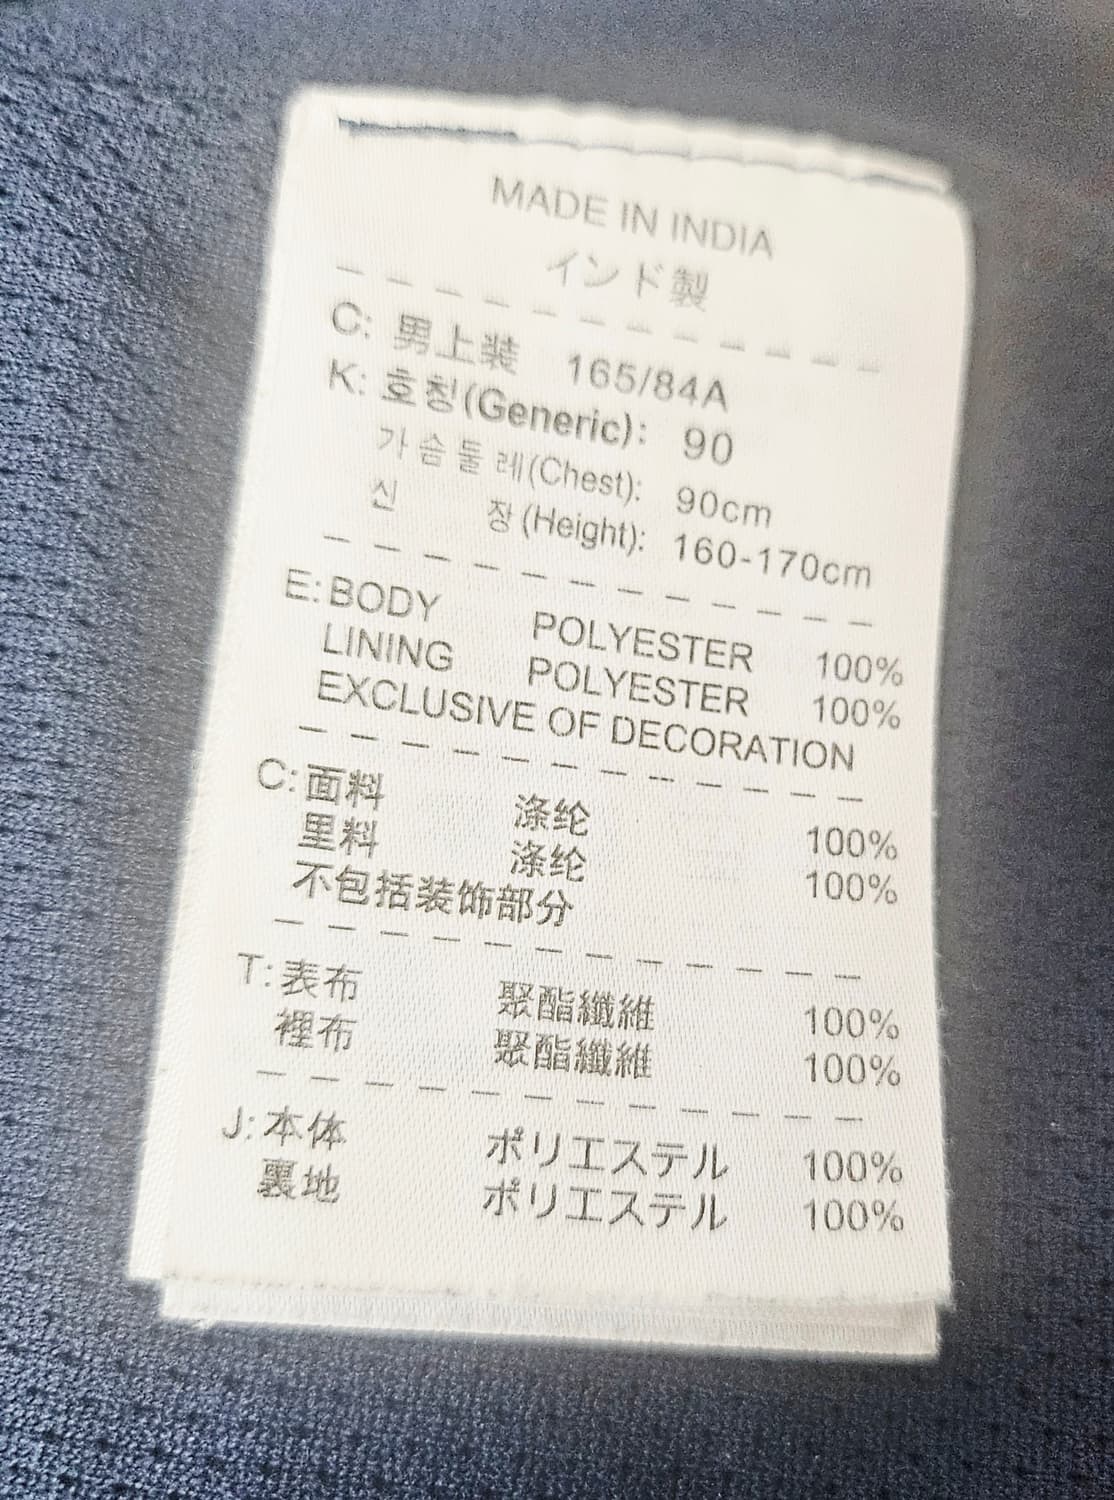 MADE IN INDIA
インド製
C: 男上装 165/84A
K: 호칭(Generic): 90
가슴둘레(Chest): 90cm
신 장(Height): 160-170cm
E: BODY POLYESTER 100%
LINING POLYESTER 100%
EXCLUSIVE OF DECORATION
C: 面料 涤纶 100%
里料 涤纶 100%
不包括装饰部分
T: 表布 聚酯纖維 100%
裡布 聚酯纖維 100%
J: 本体 ポリエステル 100%
裏地 ポリエステル 100%